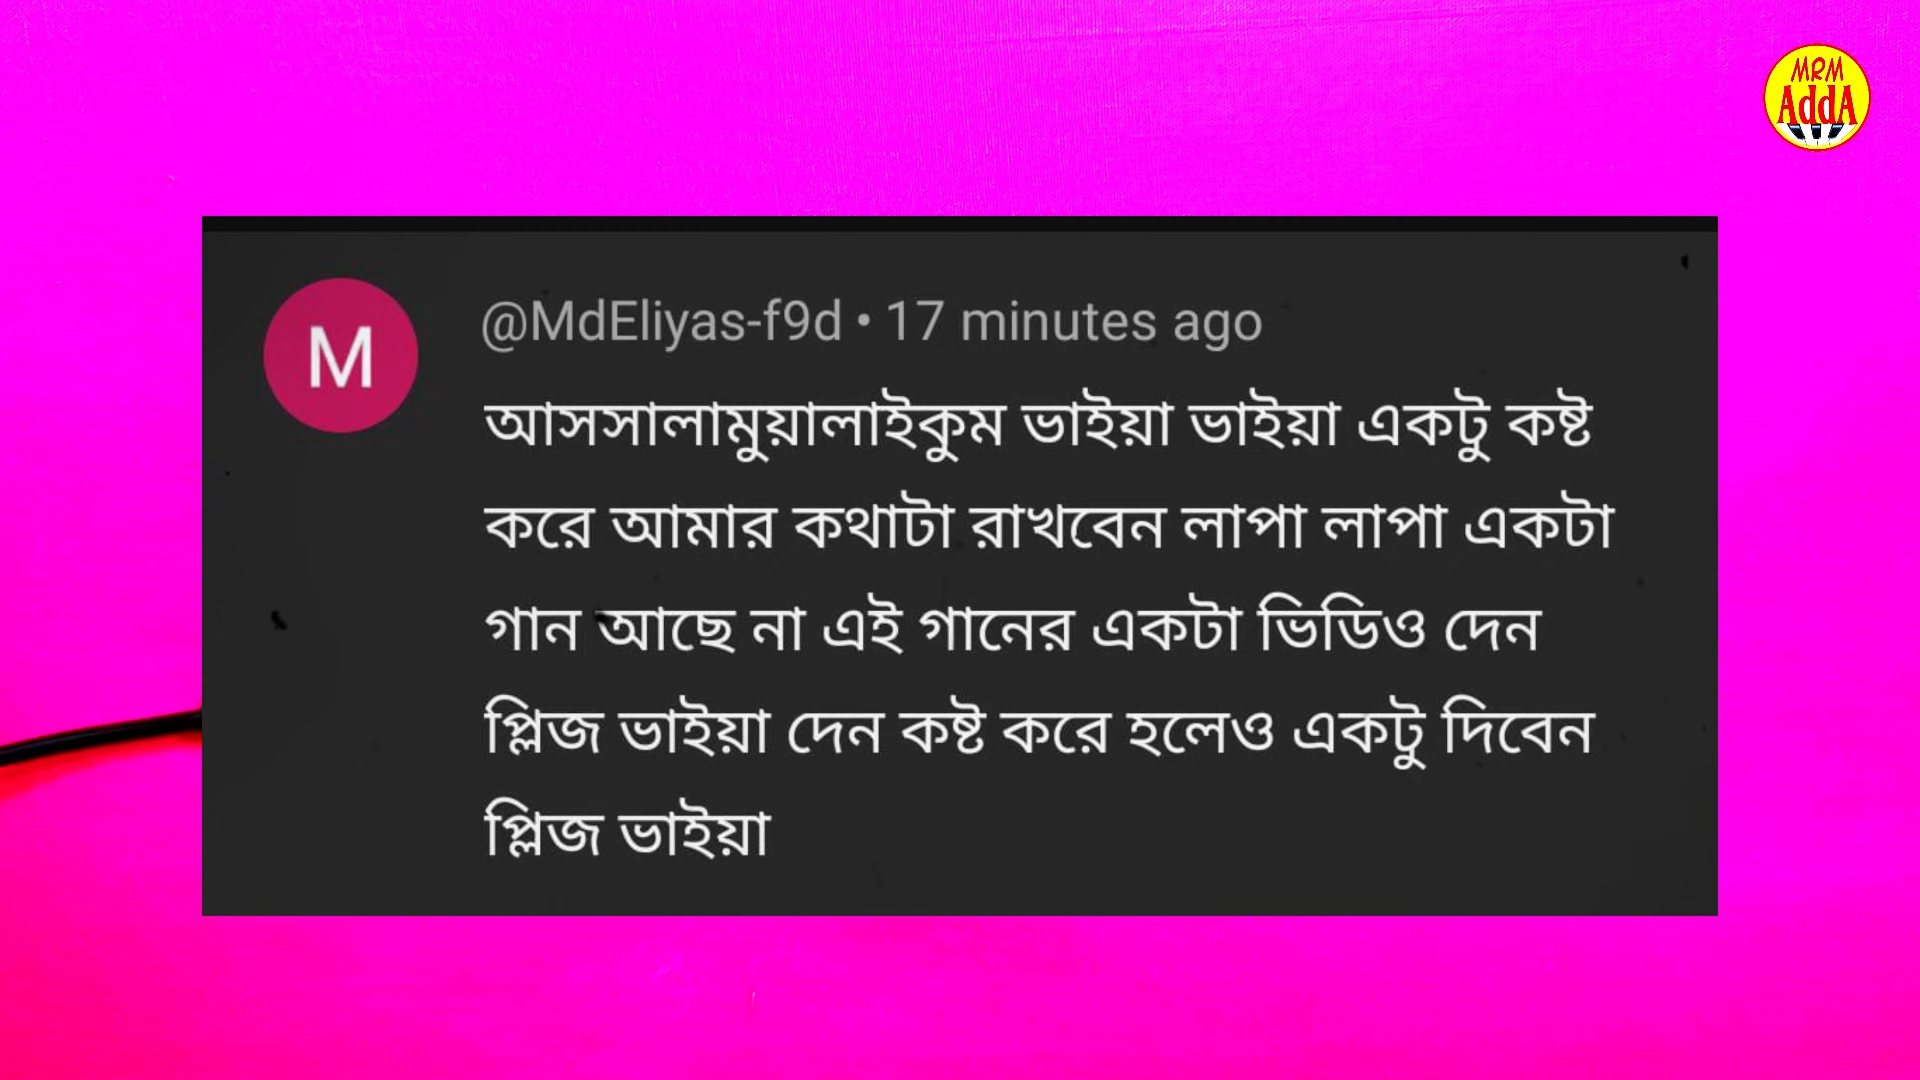 MRM
AddA
M
@MdEliyas-f9d • 17 minutes ago
আসসালামুয়ালাইকুম ভাইয়া ভাইয়া একটু কষ্ট
করে আমার কথাটা রাখবেন লাপা লাপা একটা
গান আছে না এই গানের একটা ভিডিও দেন
প্লিজ ভাইয়া দেন কষ্ট করে হলেও একটু দিবেন
প্লিজ ভাইয়া